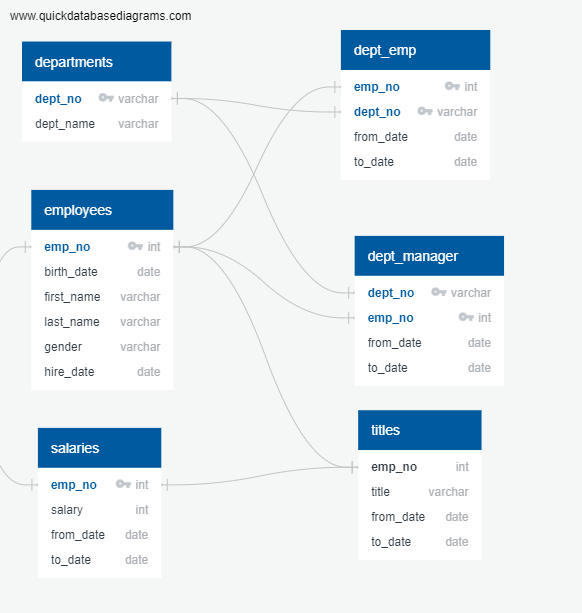 www.quickdatabasediagrams.com
departments
dept_no varchar
dept_name varchar
dept_emp
emp_no int
dept_no varchar
from_date date
to_date date
employees
emp_no int
birth_date date
first_name varchar
last_name varchar
gender varchar
hire_date date
dept_manager
dept_no varchar
emp_no int
from_date date
to_date date
salaries
emp_no int
salary int
from_date date
to_date date
titles
emp_no int
title varchar
from_date date
to_date date